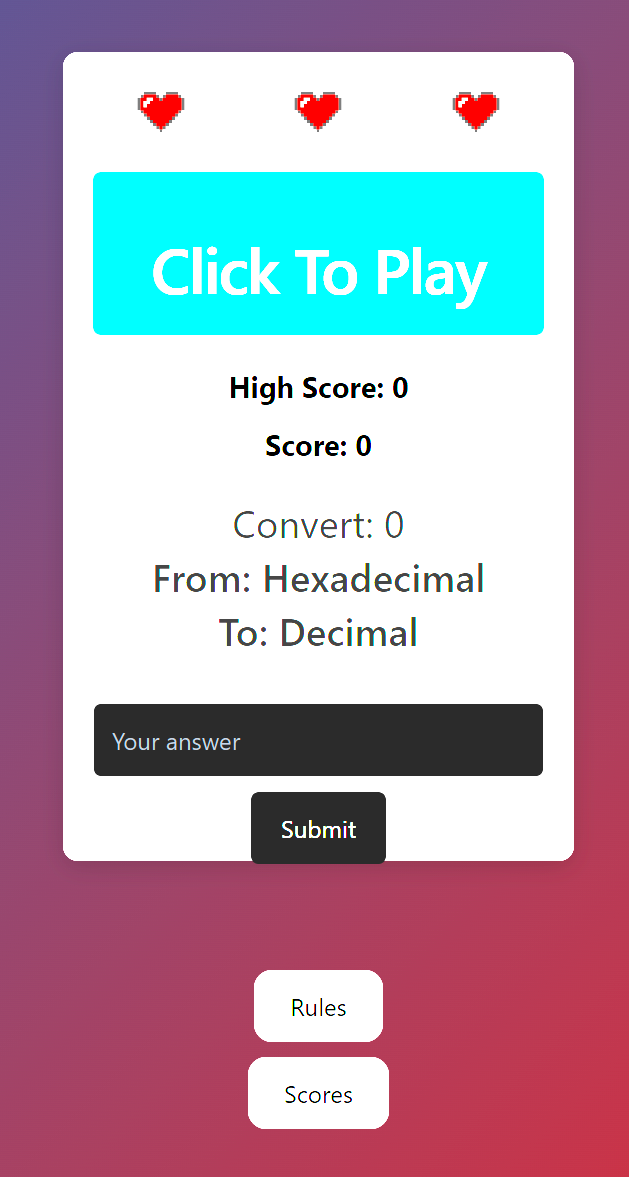 Click To Play
High Score: 0
Score: 0
Convert: 0
From: Hexadecimal
To: Decimal
Your answer
Submit
Rules
Scores